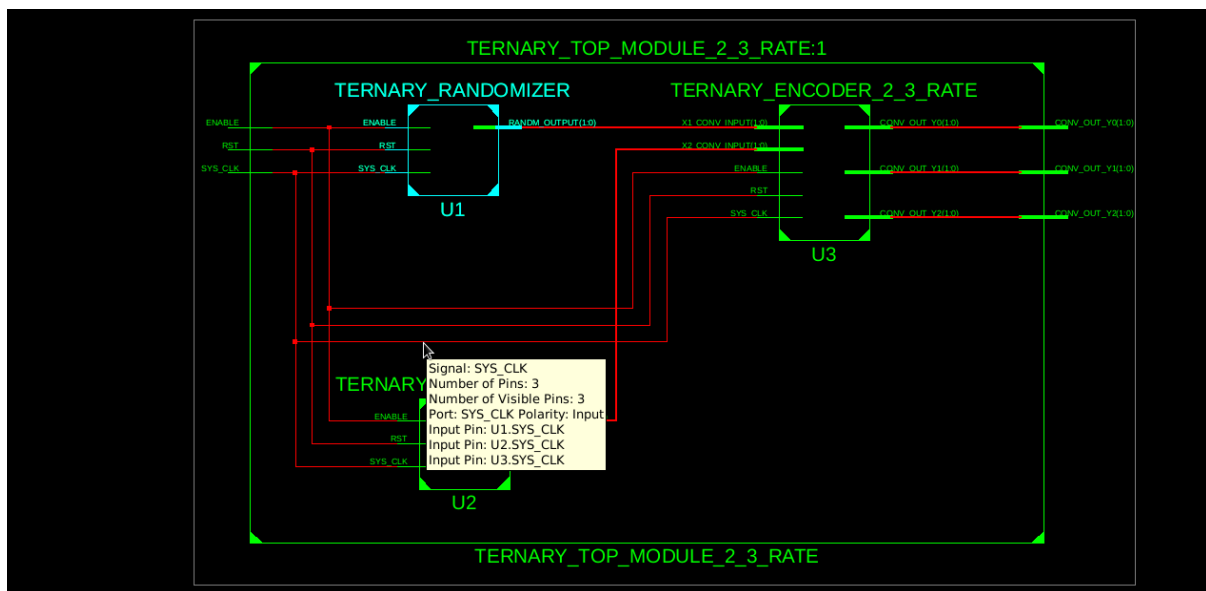 TERNARY_TOP_MODULE_2_3_RATE:1
TERNARY_RANDOMIZER
TERNARY_ENCODER_2_3_RATE
ENABLE
RST
SYS_CLK
ENABLE
RST
SYS_CLK
RANDM_OUTPUT(1:0)
U1
X1_CONV_INPUT(1:0)
X2_CONV_INPUT(1:0)
ENABLE
RST
SYS_CLK
CONV_OUT_Y0(1:0)
CONV_OUT_Y1(1:0)
CONV_OUT_Y2(1:0)
U3
CONV_OUT_Y0(1:0)
CONV_OUT_Y1(1:0)
CONV_OUT_Y2(1:0)
Signal: SYS_CLK
Number of Pins: 3
Number of Visible Pins: 3
Port: SYS_CLK Polarity: Input
Input Pin: U1.SYS_CLK
Input Pin: U2.SYS_CLK
Input Pin: U3.SYS_CLK
TERNARY
ENABLE
RST
SYS_CLK
U2
TERNARY_TOP_MODULE_2_3_RATE